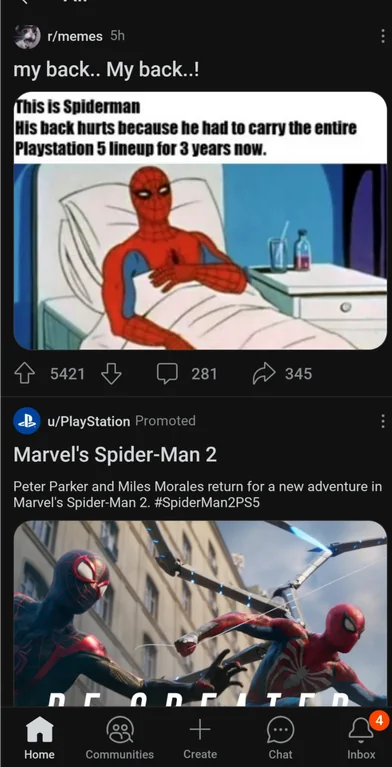 r/memes 5h
my back.. My back..!
This is Spiderman
His back hurts because he had to carry the entire
Playstation 5 lineup for 3 years now.
5421 281 345
u/PlayStation Promoted
Marvel's Spider-Man 2
Peter Parker and Miles Morales return for a new adventure in
Marvel's Spider-Man 2. #SpiderMan2PS5
4
Home Communities Create Chat Inbox